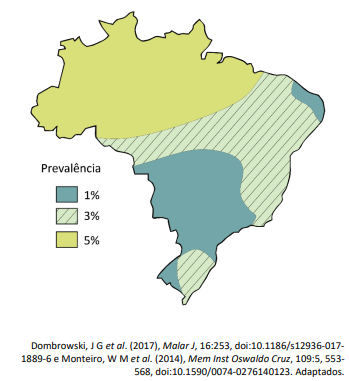 Prevalência
1%
3%
5%
Dombrowski, J G et al. (2017), Malar J, 16:253, doi:10.1186/s12936-017-
1889-6 e Monteiro, W M et al. (2014), Mem Inst Oswaldo Cruz, 109:5, 553-
568, doi:10.1590/0074-0276140123. Adaptados.